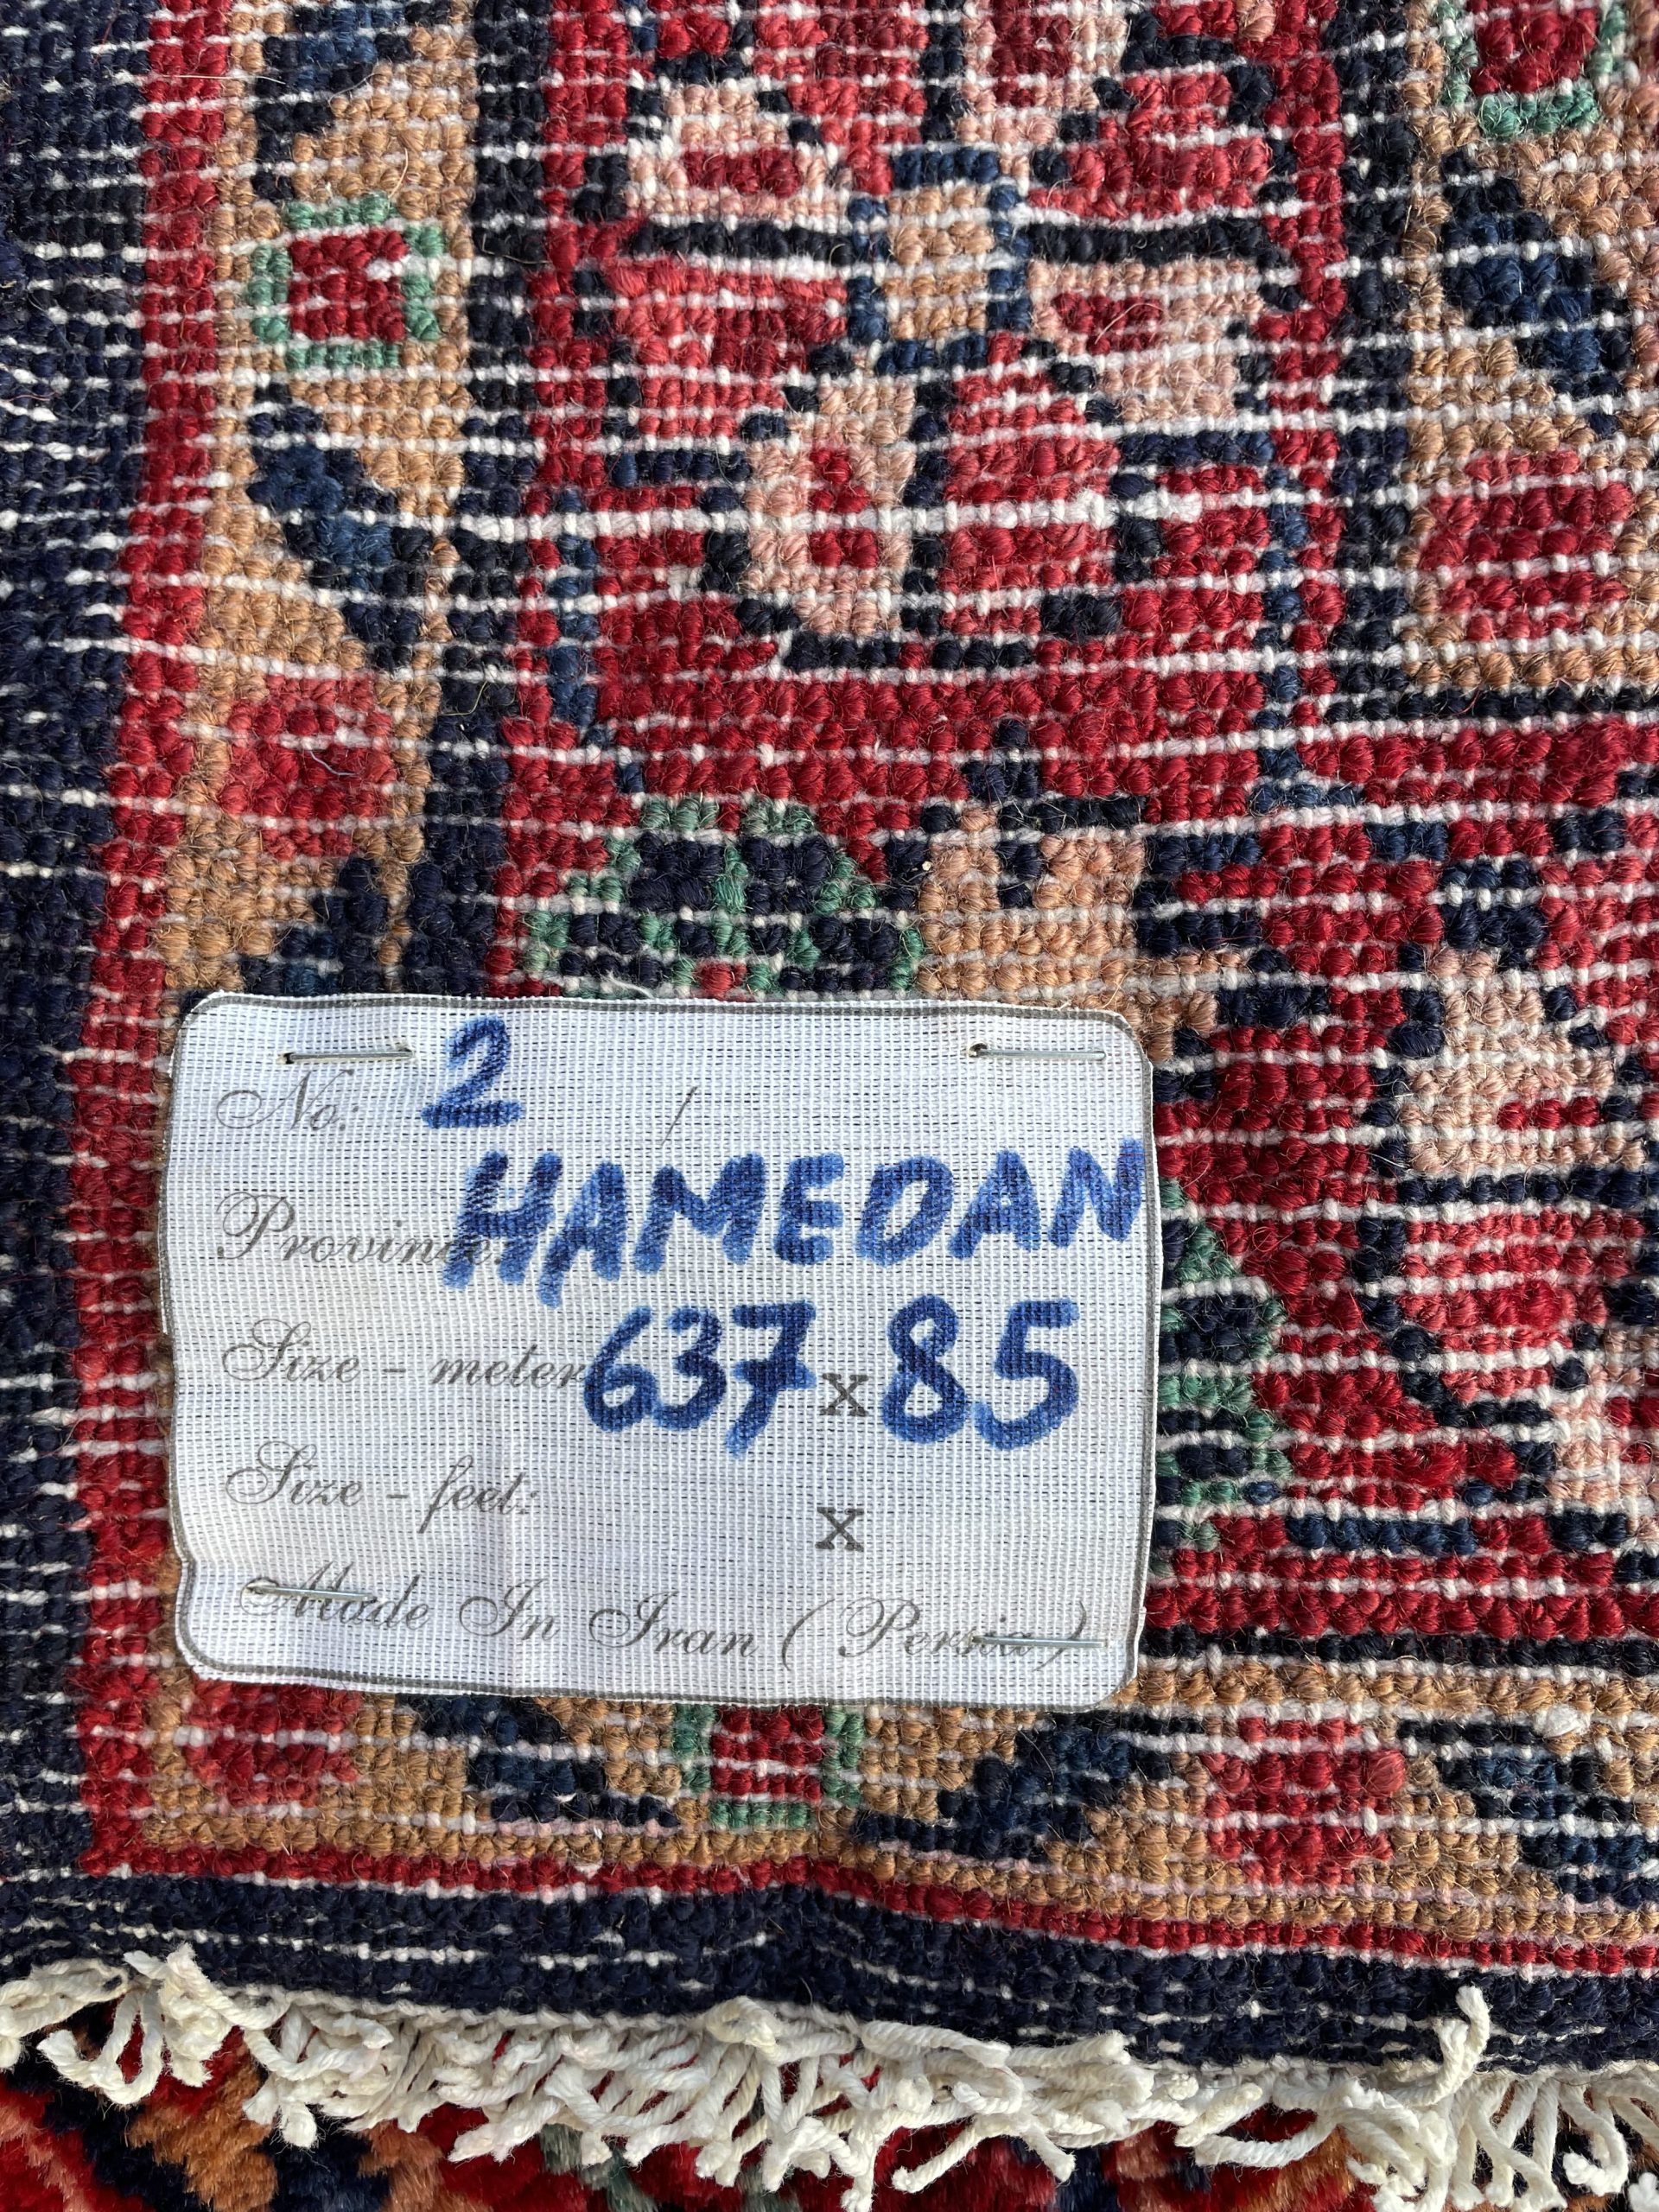 No: 2 /
Province: HAMEDAN
Size - meter 637 x 85
Size - feet: x
Made In Iran (Persia)